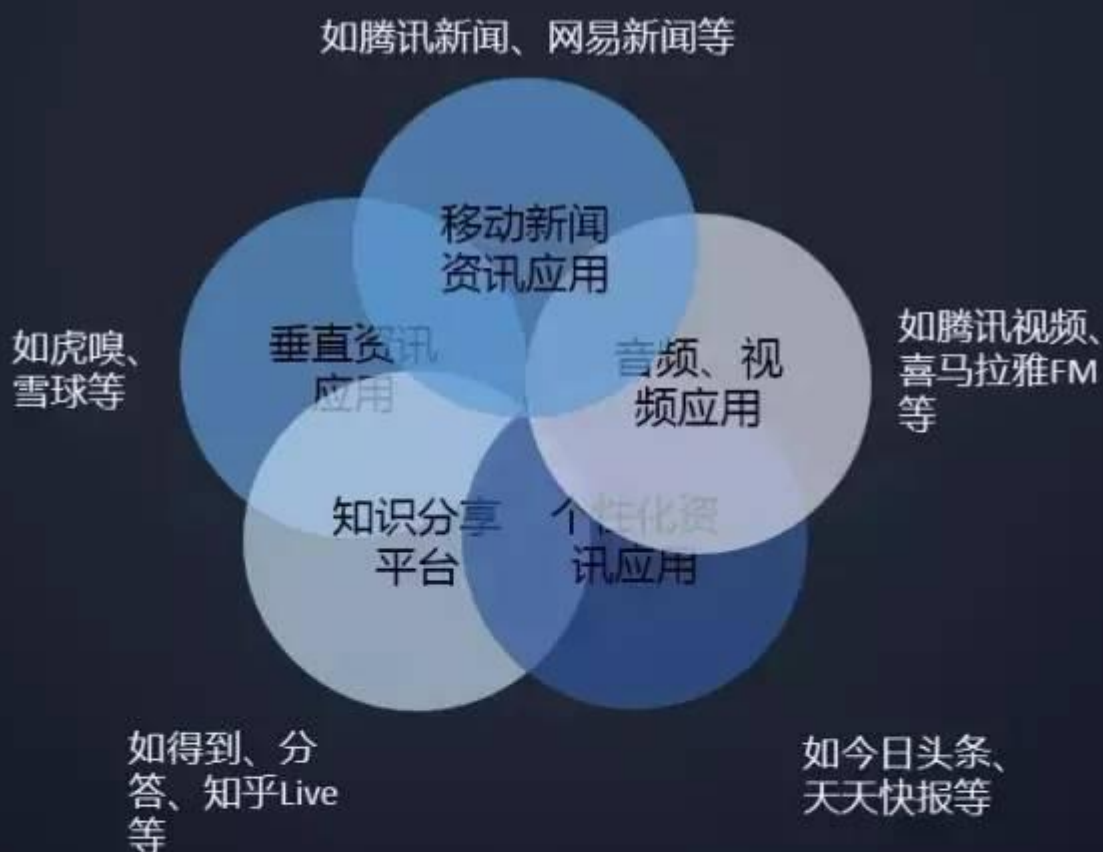 如腾讯新闻、网易新闻等
移动新闻
资讯应用
如虎嗅、
雪球等
垂直资讯
应用
音频、视
频应用
如腾讯视频、
喜马拉雅FM
等
知识分享
平台
个性化资
讯应用
如得到、分
答、知乎Live
等
如今日头条、
天天快报等